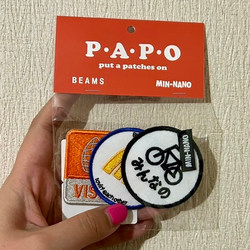 P·A·P·O
put a patches on
BEAMS MIN-NANO
MIN-NANO
みんなの
VIS